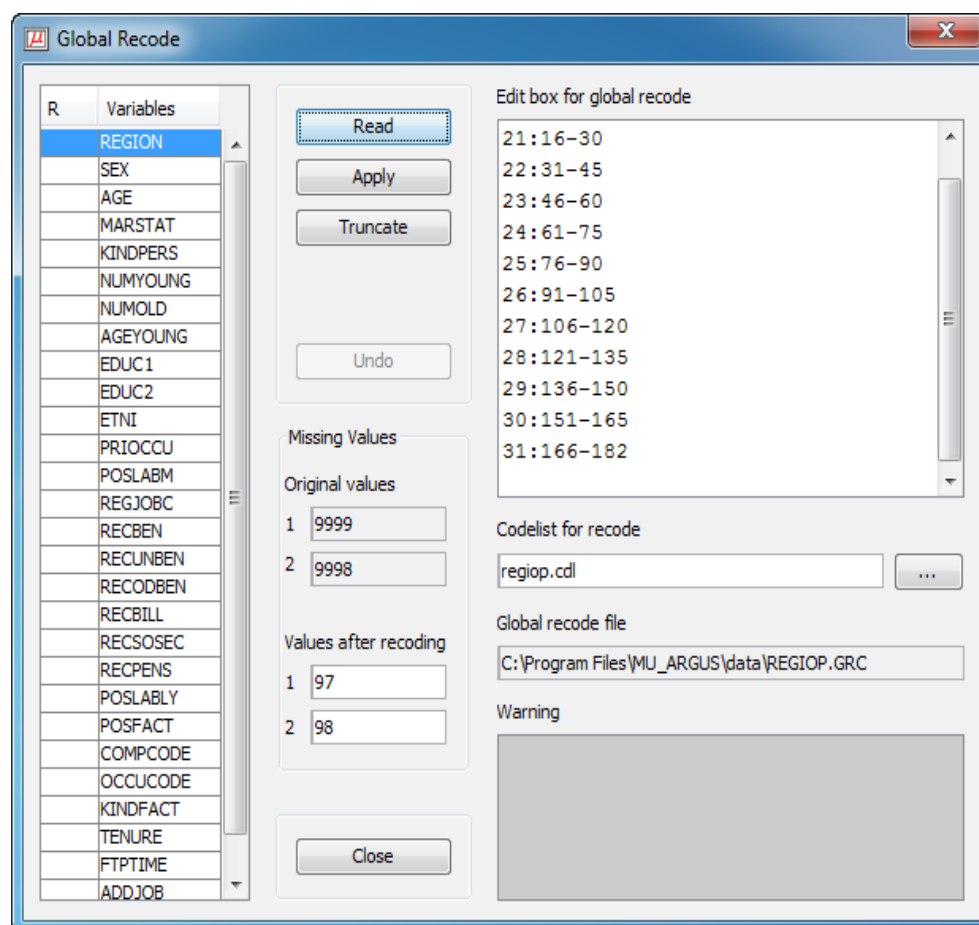 μ Global Recode
R Variables
REGION
SEX
AGE
MARSTAT
KINDPERS
NUMYOUNG
NUMOLD
AGEYOUNG
EDUC1
EDUC2
ETNI
PRIOCCU
POSLABM
REGJOBC
RECBEN
RECUNBEN
RECODBEN
RECBILL
RECSOSEC
RECPENS
POSLABLY
POSFACT
COMPCODE
OCCUCODE
KINDFACT
TENURE
FTPTIME
ADDJOB
Read
Apply
Truncate
Undo
Missing Values
Original values
1 9999
2 9998
Values after recoding
1 97
2 98
Close
Edit box for global recode
21:16-30
22:31-45
23:46-60
24:61-75
25:76-90
26:91-105
27:106-120
28:121-135
29:136-150
30:151-165
31:166-182
Codelist for recode
regiop.cdl
...
Global recode file
C:\Program Files\MU_ARGUS\data\REGIOP.GRC
Warning